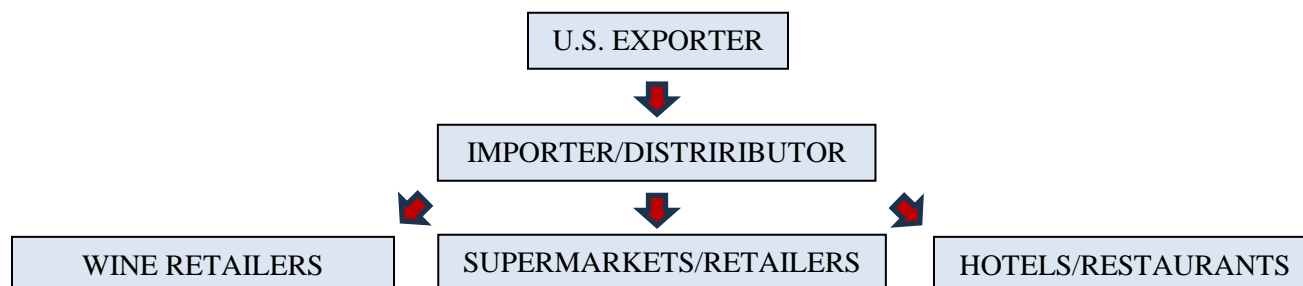 U.S. EXPORTER
IMPORTER/DISTRIRIBUTOR
WINE RETAILERS
SUPERMARKETS/RETAILERS
HOTELS/RESTAURANTS